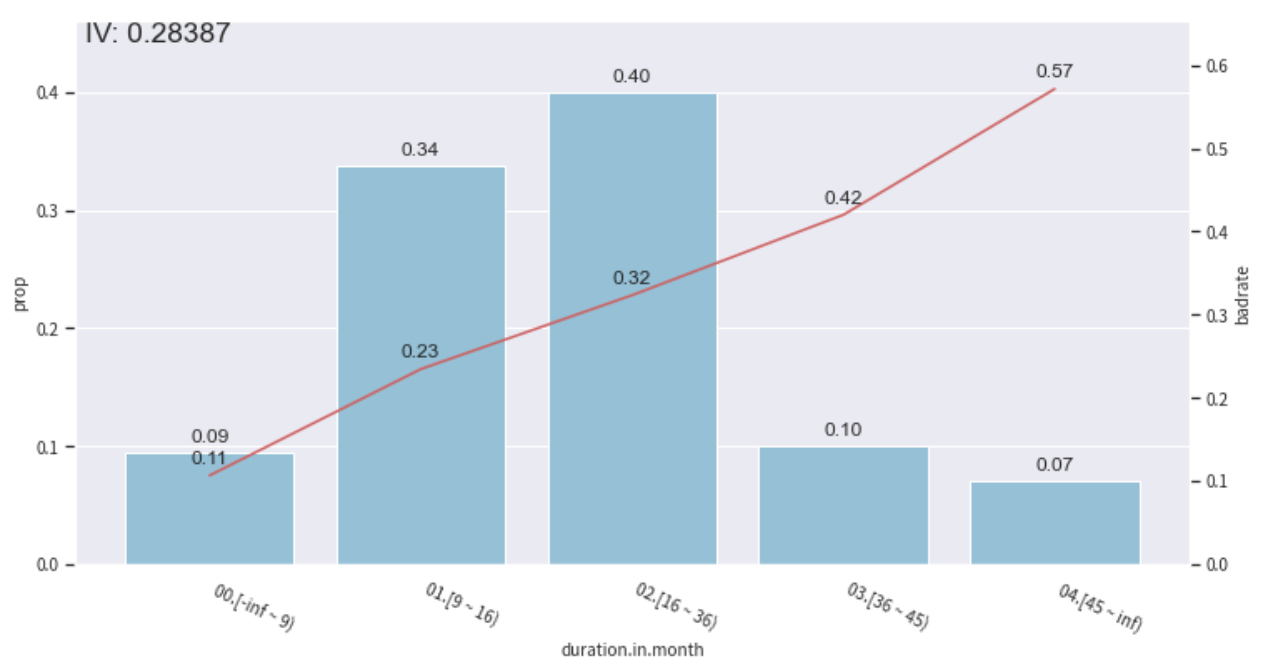 IV: 0.28387
0.6
0.57
0.40
0.4
0.5
0.34
0.42
0.3
0.4
prop
0.32
badrate
0.3
0.2
0.23
0.2
0.09
0.10
0.1
0.11
0.07
0.1
0.0
0.0
00.[-inf ~ 9)
01.[9 ~ 16)
02.[16 ~ 36)
03.[36 ~ 45)
04.[45 ~ inf)
duration.in.month